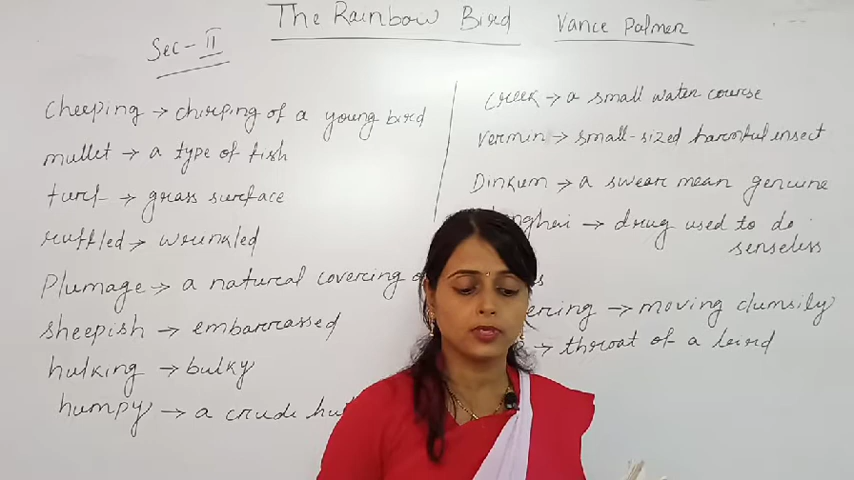 The Rainbow Bird Vance Palmer
Sec-II
cheeping → chirping of a young bird
mullet → a type of fish
turf → grass surface
ruffled → wrinkled
Plumage → a natural covering
sheepish → embarrassed
hulking → bulky
humpy → a crude
creek → a small water course
vermin → small-sized harmful insect
Dinkum → a swear mean genuine
→ drug used to do
senseless
→ moving clumsily
→ throat of a bird